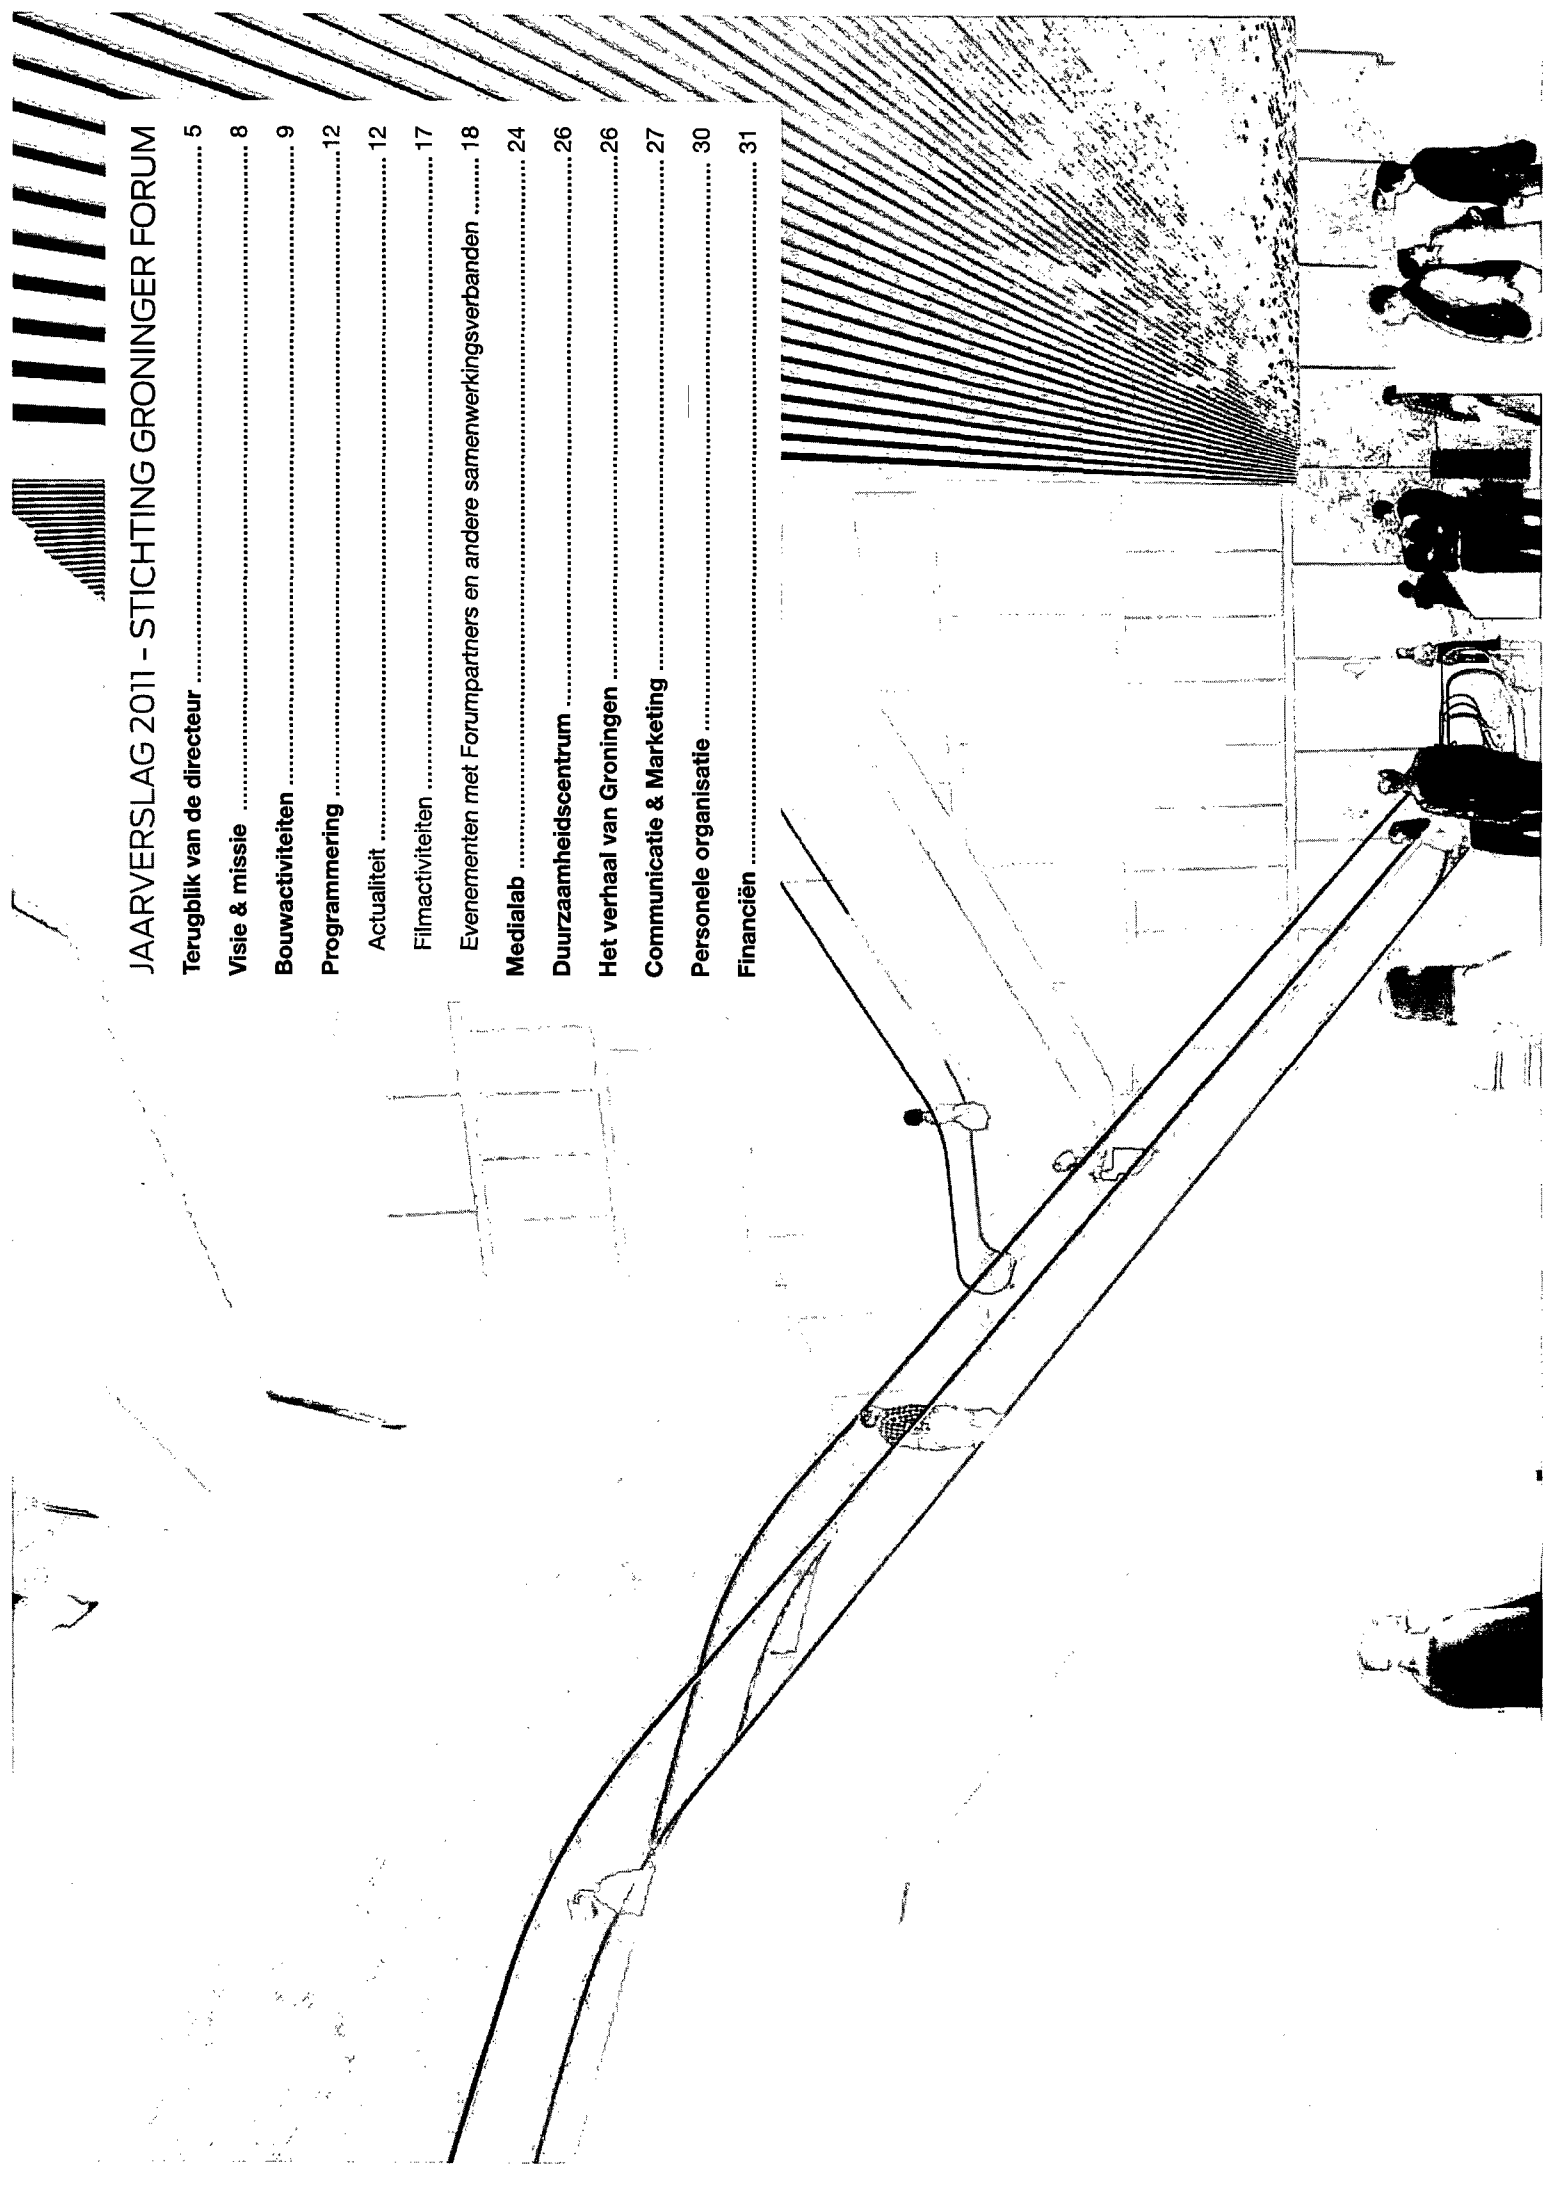 JAARVERSLAG 2011 - STICHTING GRONINGER FORUM
Terugblik van de directeur 5
Visie & missie 8
Bouwactiviteiten 9
Programmering 12
Actualiteit 12
Filmactiviteiten 17
Evenementen met Forumpartners en andere samenwerkingsverbanden 18
Medialab 24
Duurzaamheidscentrum 26
Het verhaal van Groningen 26
Communicatie & Marketing 27
Personele organisatie 30
Financiën 31